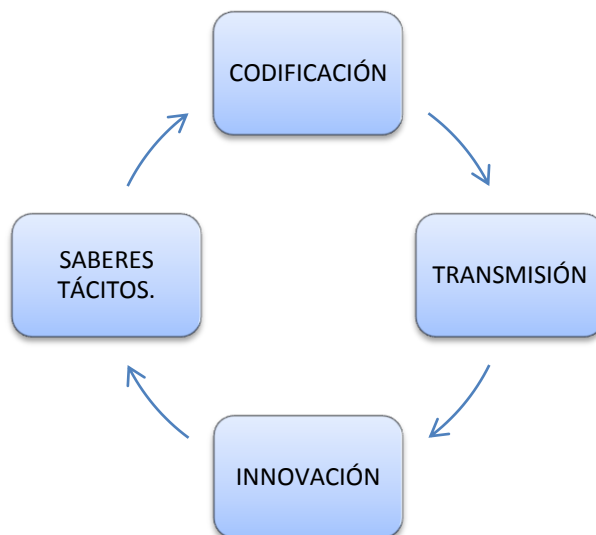 CODIFICACIÓN
SABERES
TÁCITOS.
TRANSMISIÓN
INNOVACIÓN